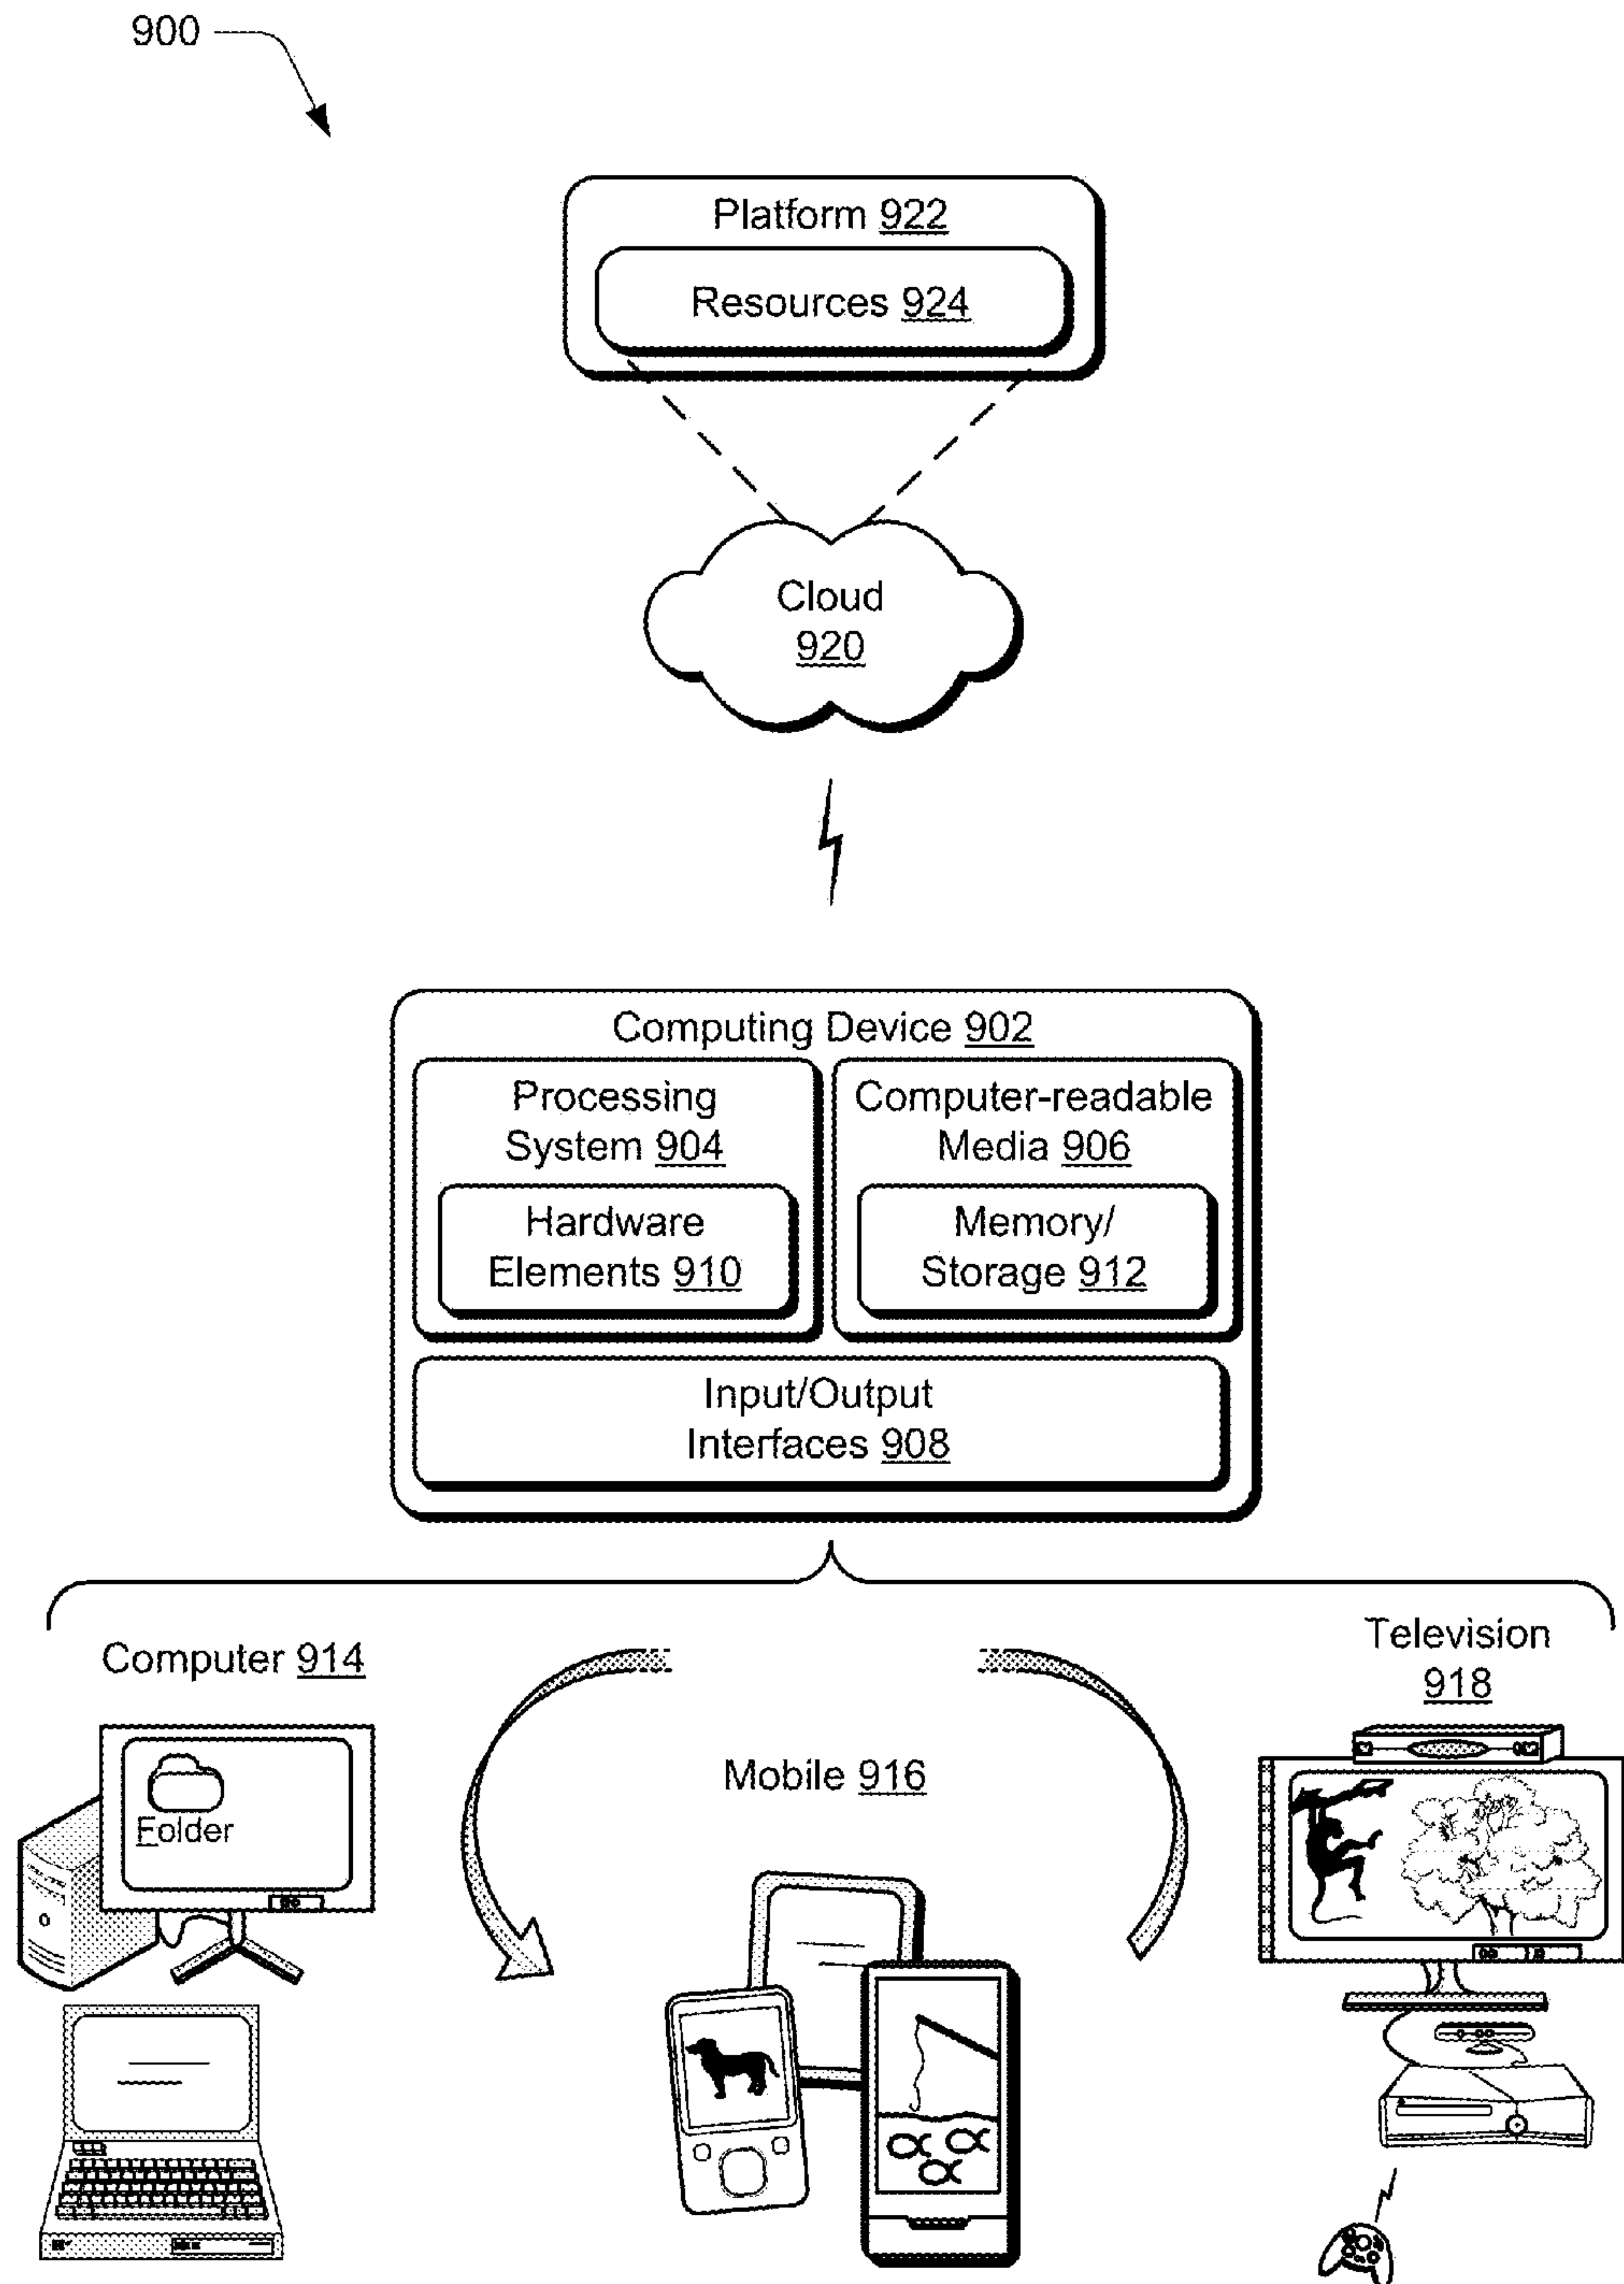 900
Platform 922
Resources 924
Cloud
920
Computing Device 902
Processing
System 904
Computer-readable
Media 906
Hardware
Elements 910
Memory/
Storage 912
Input/Output
Interfaces 908
Computer 914
Television
918
Mobile 916
Folder